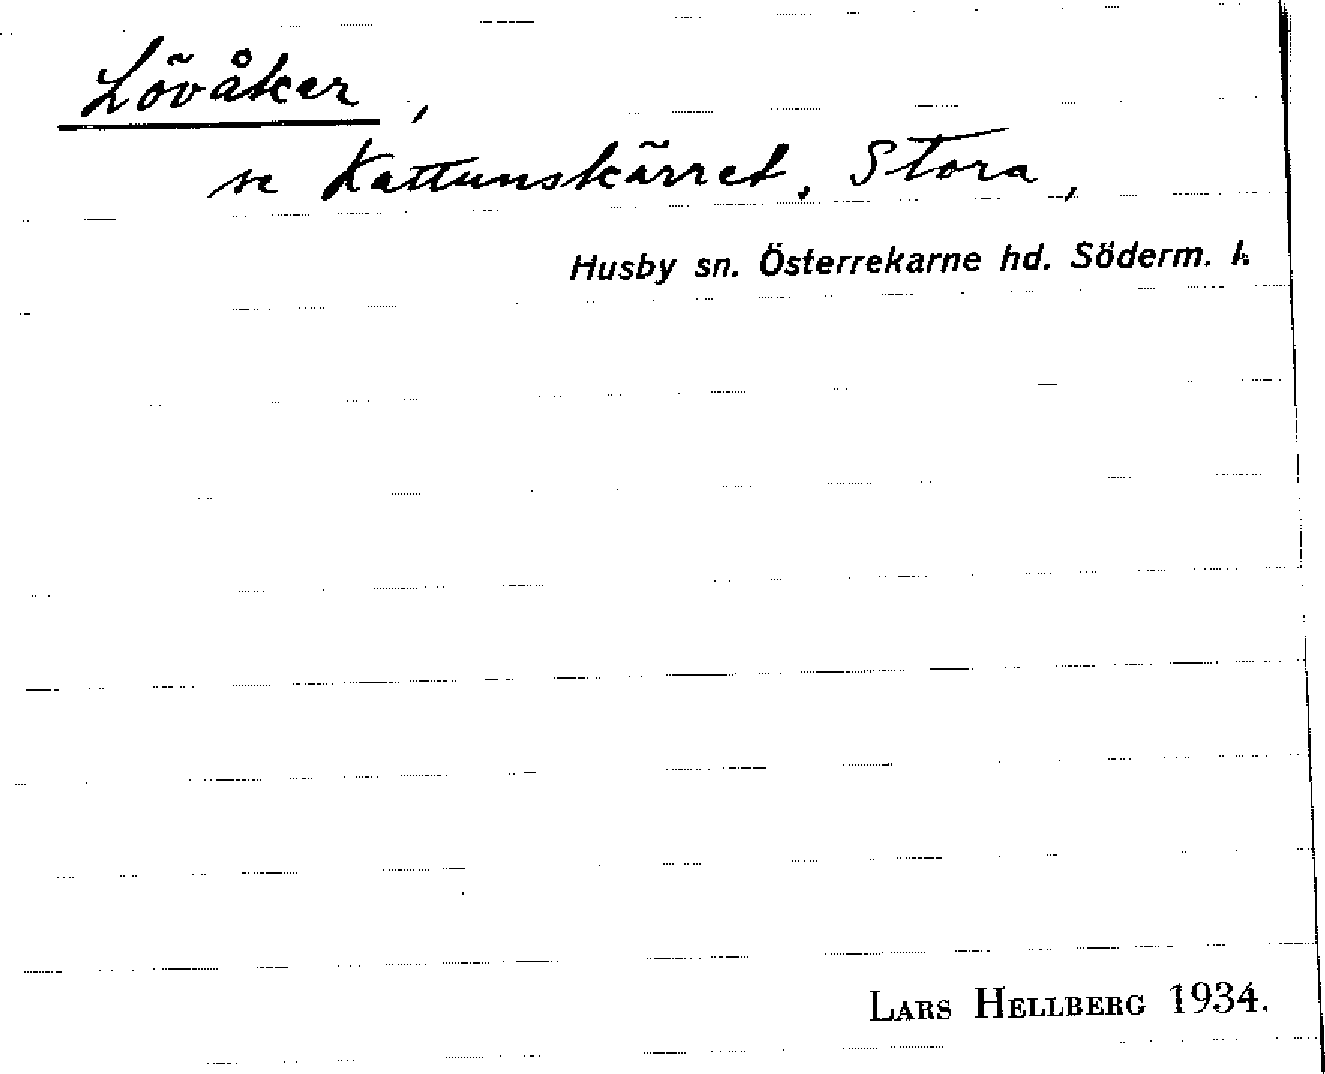 Lövåker,
se Kattunskärret, Stora,
Husby sn. Österrekarne hd. Söderm. l.
LARS HELLBERG 1934.